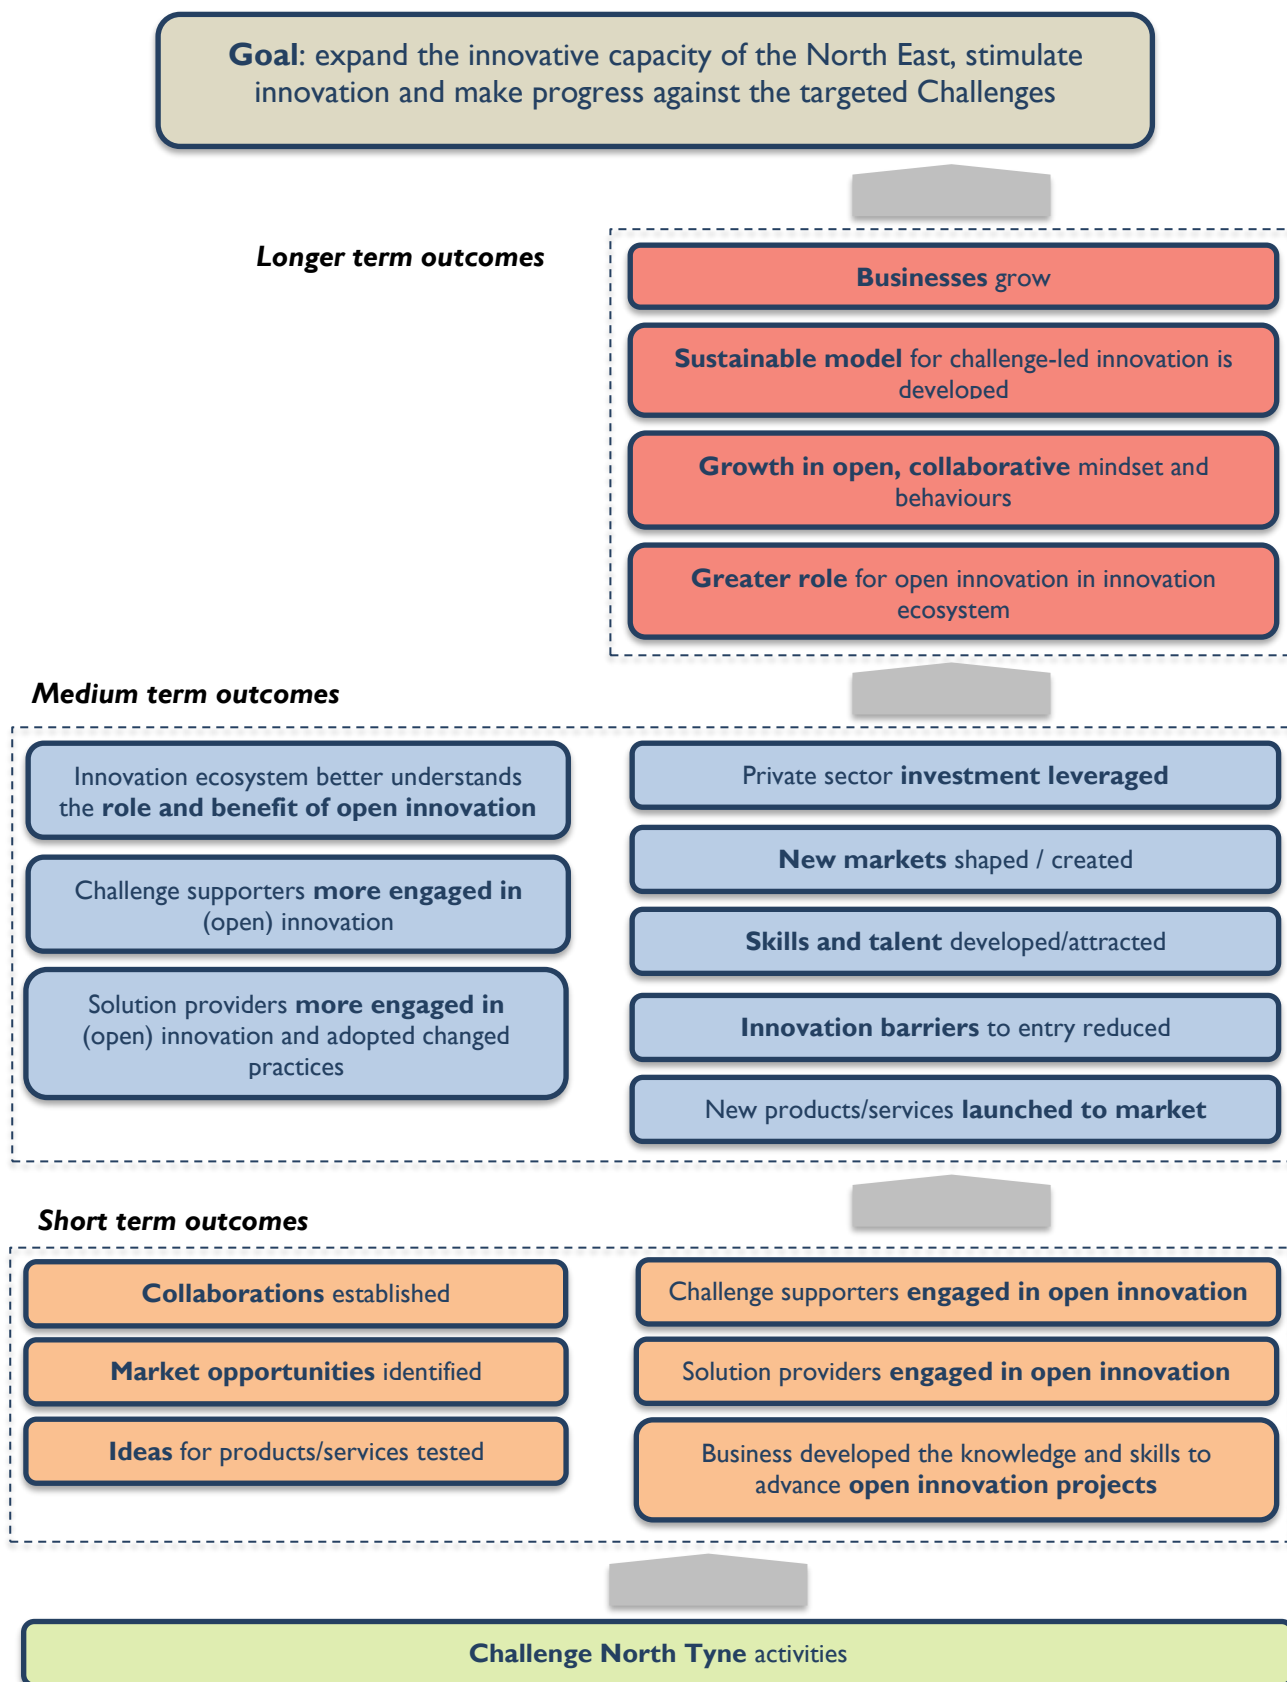 Goal: expand the innovative capacity of the North East, stimulate
innovation and make progress against the targeted Challenges
Longer term outcomes
Businesses grow
Sustainable model for challenge-led innovation is
developed
Growth in open, collaborative mindset and
behaviours
Greater role for open innovation in innovation
ecosystem
Medium term outcomes
Innovation ecosystem better understands
the role and benefit of open innovation
Challenge supporters more engaged in
(open) innovation
Solution providers more engaged in
(open) innovation and adopted changed
practices
Private sector investment leveraged
New markets shaped / created
Skills and talent developed/attracted
Innovation barriers to entry reduced
New products/services launched to market
Short term outcomes
Collaborations established
Market opportunities identified
Ideas for products/services tested
Challenge supporters engaged in open innovation
Solution providers engaged in open innovation
Business developed the knowledge and skills to
advance open innovation projects
Challenge North Tyne activities